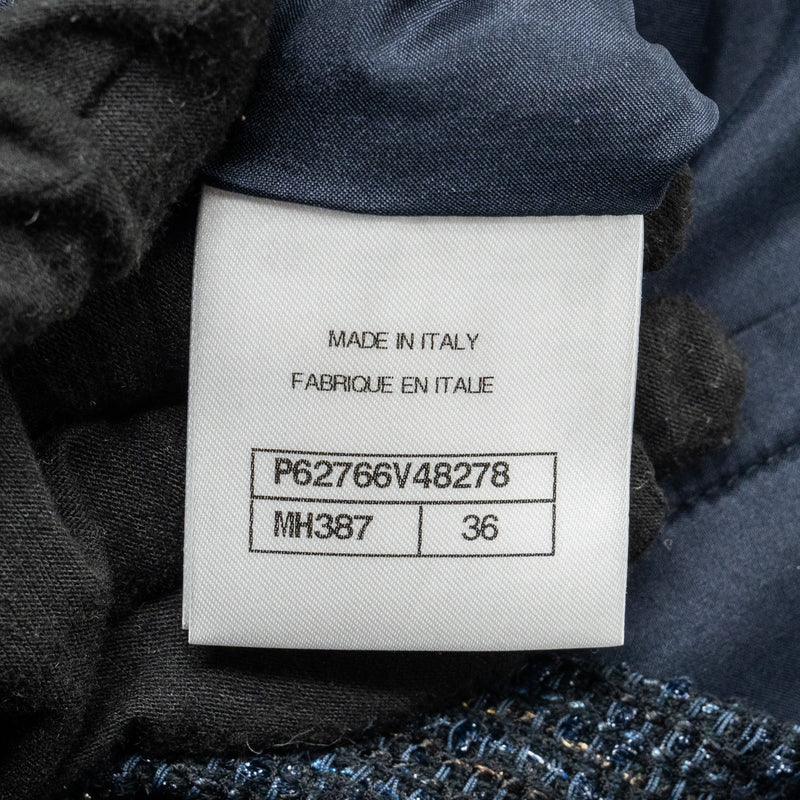 MADE IN ITALY
FABRIQUE EN ITALIE
P62766V48278
MH387 36